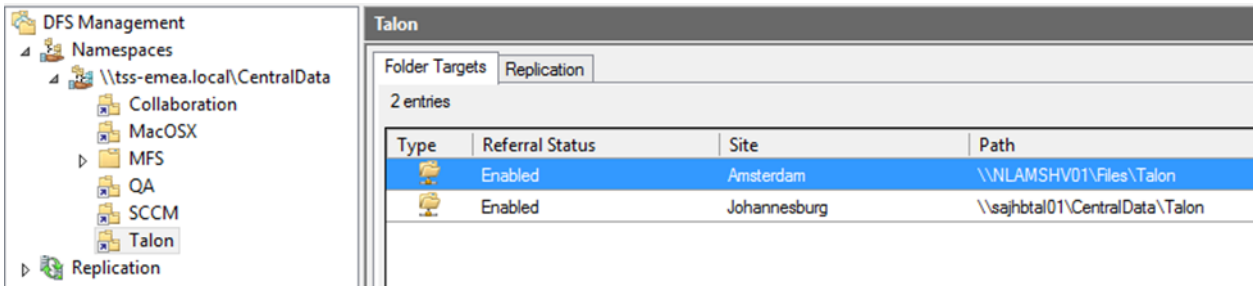 DFS Management
Namespaces
\\tss-emea.local\CentralData
Collaboration
MacOSX
MFS
QA
SCCM
Talon
Replication
Talon
Folder Targets Replication
2 entries
Type Referral Status Site Path
Enabled Amsterdam \\NLAMSHV01\Files\Talon
Enabled Johannesburg \\sajhbtal01\CentralData\Talon